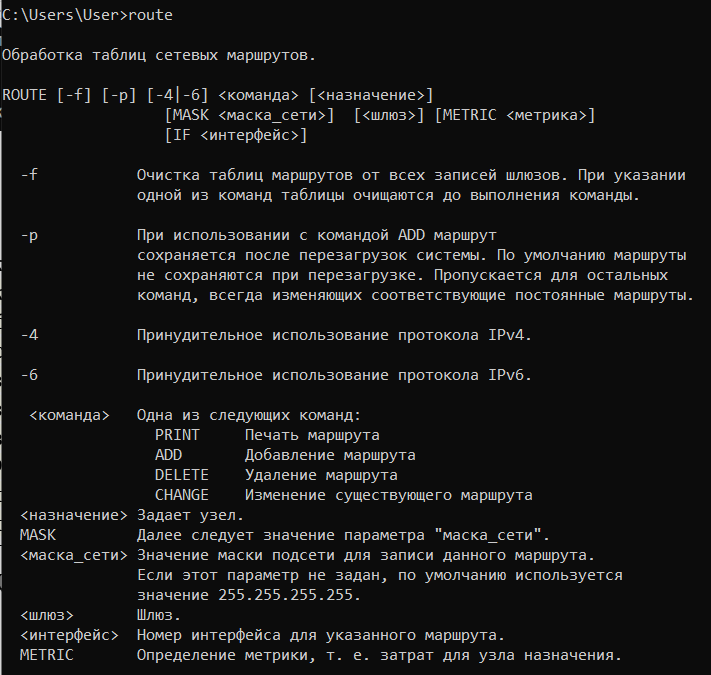 C:\Users\User>route
Обработка таблиц сетевых маршрутов.
ROUTE [-f] [-p] [-4|-6] <команда> [<назначение>]
[MASK <маска_сети>]  [<шлюз>] [METRIC <метрика>]
[IF <интерфейс>]
-f Очистка таблиц маршрутов от всех записей шлюзов. При указании
одной из команд таблицы очищаются до выполнения команды.
-p При использовании с командой ADD маршрут
сохраняется после перезагрузок системы. По умолчанию маршруты
не сохраняются при перезагрузке. Пропускается для остальных
команд, всегда изменяющих соответствующие постоянные маршруты.
-4 Принудительное использование протокола IPv4.
-6 Принудительное использование протокола IPv6.
<команда> Одна из следующих команд:
PRINT Печать маршрута
ADD Добавление маршрута
DELETE Удаление маршрута
CHANGE Изменение существующего маршрута
<назначение> Задает узел.
MASK Далее следует значение параметра "маска_сети".
<маска_сети> Значение маски подсети для записи данного маршрута.
Если этот параметр не задан, по умолчанию используется
значение 255.255.255.255.
<шлюз> Шлюз.
<интерфейс> Номер интерфейса для указанного маршрута.
METRIC Определение метрики, т. е. затрат для узла назначения.